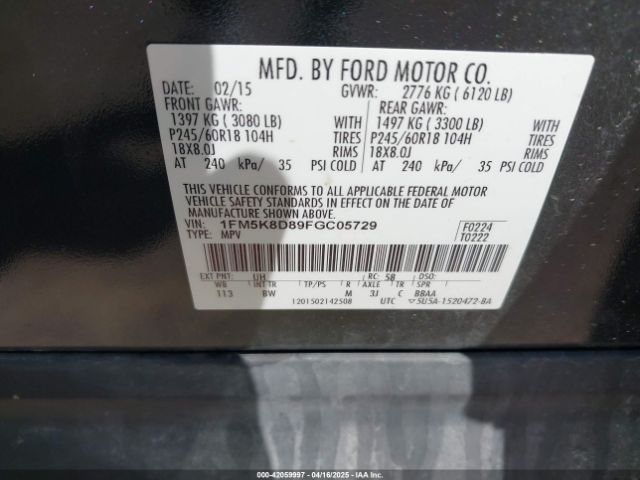 MFD. BY FORD MOTOR CO.
DATE: 02/15 GVWR: 2776 KG ( 6120 LB)
FRONT GAWR: REAR GAWR:
1397 KG ( 3080 LB) WITH 1497 KG ( 3300 LB) WITH
P245/60R18 104H TIRES P245/60R18 104H TIRES
18X8.0J RIMS 18X8.0J RIMS
AT 240 kPa/ 35 PSI COLD AT 240 kPa/ 35 PSI COLD
THIS VEHICLE CONFORMS TO ALL APPLICABLE FEDERAL MOTOR
VEHICLE SAFETY STANDARDS IN EFFECT ON THE DATE OF
MANUFACTURE SHOWN ABOVE.
VIN: 1FM5K8D89FGC05729 F0224
TYPE: MPV T0222
EXT PNT: UH RC: 58 DSO:
WB INT TR TP/PS R AXLE TR SPR
113 BW M 3J C BBAA
1201502142508 UTC ▽5U5A-1520472-BA
000-42059997 - 04/16/2025 - IAAI.CA